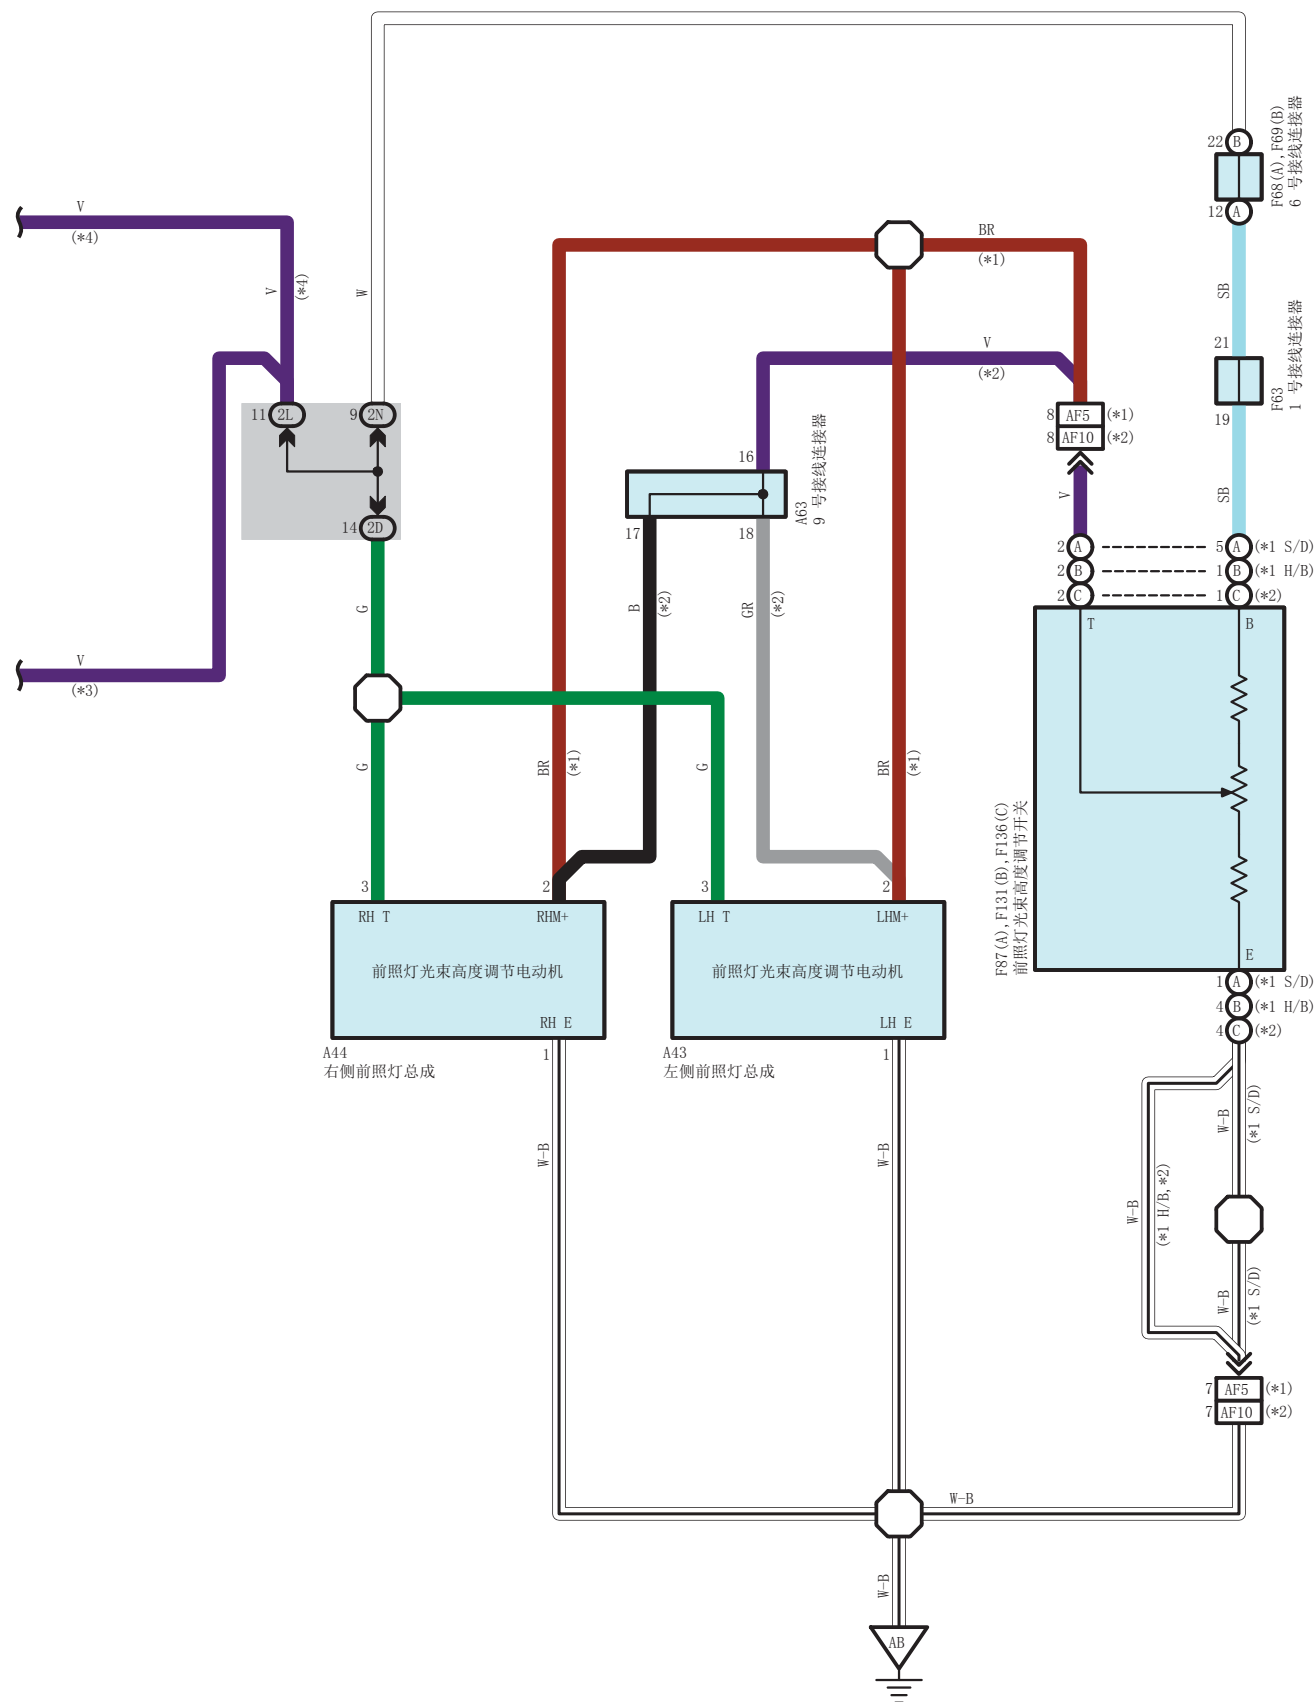 22 B
F68(A),F69(B)
6 号接线连接器
12 A
V
(*4)
V
(*4)
W
BR
(*1)
SB
21
F63
1 号接线连接器
19
V
(*2)
11 2L
9 2N
14 2D
8 AF5 (*1)
8 AF10 (*2)
16
A63
9 号接线连接器
17
18
V
SB
2 A
5 A (*1 S/D)
2 B
1 B (*1 H/B)
2 C
1 C (*2)
G
B
(*2)
GR
(*2)
T
B
V
(*3)
G
BR
(*1)
G
BR
(*1)
F87(A),F131(B),F136(C)
前照灯光束高度调节开关
3
2
3
2
RH T
RHM+
LH T
LHM+
前照灯光束高度调节电动机
前照灯光束高度调节电动机
E
RH E
LH E
1 A (*1 S/D)
4 B (*1 H/B)
4 C (*2)
A44
右侧前照灯总成
1
A43
左侧前照灯总成
1
W-B
W-B
W-B
(*1 S/D)
W-B
(*1 H/B,*2)
W-B
(*1 S/D)
7 AF5 (*1)
7 AF10 (*2)
W-B
W-B
AB